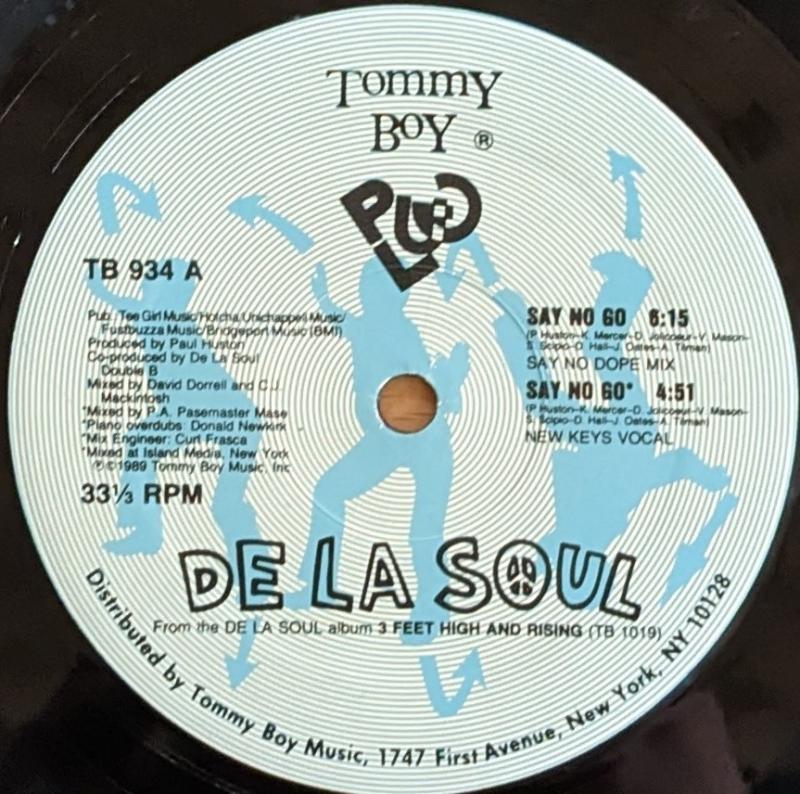 Tommy
Boy ®
PLUG
TB 934 A
Pub.: Tee Girl Music/Hotcha/Unichappell Music/
Fustbuzza Music/Bridgeport Music (BMI)
Produced by Paul Huston
Co-produced by De La Soul
Double B
Mixed by David Dorrell and C.J.
Mackintosh
*Mixed by P.A. Pasemaster Mase
*Piano overdubs: Donald Newkirk
*Mix Engineer: Curt Frasca
*Mixed at Island Media, New York
℗©1989 Tommy Boy Music, Inc
33⅓ RPM
SAY NO GO 6:15
(P. Huston-K. Mercer-D. Jolicoeur-V. Mason-
S. Scipio-D. Hall-J. Oates-A. Tilman)
SAY NO DOPE MIX
SAY NO GO* 4:51
(P. Huston-K. Mercer-D. Jolicoeur-V. Mason-
S. Scipio-D. Hall-J. Oates-A. Tilman)
NEW KEYS VOCAL
DE LA SOUL
From the DE LA SOUL album 3 FEET HIGH AND RISING (TB 1019)
Distributed by Tommy Boy Music, 1747 First Avenue, New York, NY 10128